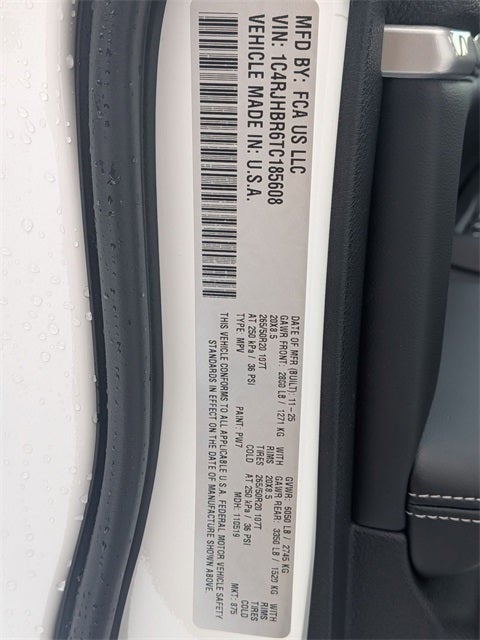 MFD BY: FCA US LLC
VIN: 1C4RJHBR6TC185608
VEHICLE MADE IN: U.S.A.
DATE OF MFR (BUILT): 11-25 GVWR: 6050 LB / 2745 KG
GAWR FRONT: 2803 LB / 1271 KG WITH GAWR REAR: 3350 LB / 1520 KG WITH
20X8.5 RIMS 20X8.5 RIMS
265/50R20 107T TIRES 265/50R20 107T TIRES
AT 250 kPa / 36 PSI COLD AT 250 kPa / 36 PSI COLD
TYPE: MPV PAINT: PW7 MDH: 110519 MKT: 875
THIS VEHICLE CONFORMS TO ALL APPLICABLE U.S.A. FEDERAL MOTOR VEHICLE SAFETY
STANDARDS IN EFFECT ON THE DATE OF MANUFACTURE SHOWN ABOVE.